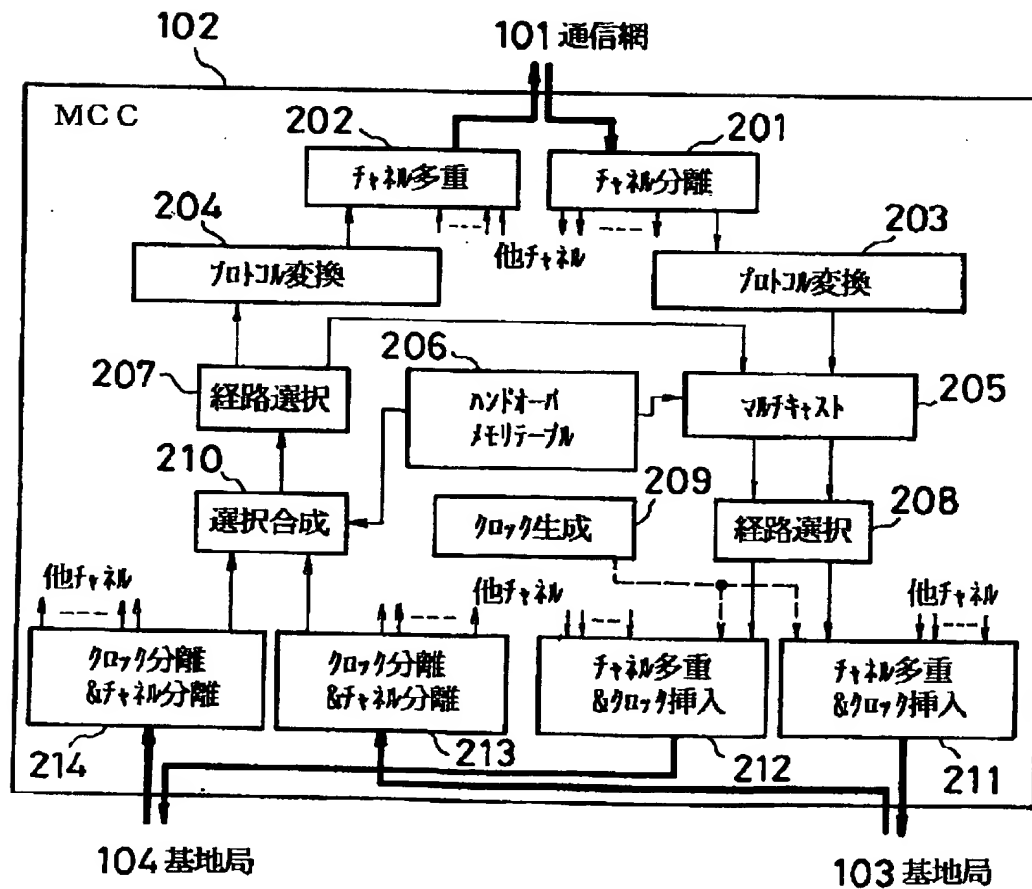 102
101 通信網
MCC
202
201
チャネル多重
チャネル分離
204
他チャネル
203
プロトコル変換
プロトコル変換
207
206
経路選択
ハンドオーバ
メモリテーブル
マルチキャスト
205
210
209
選択合成
クロック生成
経路選択
208
他チャネル
他チャネル
他チャネル
クロック分離
&チャネル分離
クロック分離
&チャネル分離
チャネル多重
&クロック挿入
チャネル多重
&クロック挿入
214
213
212
211
104 基地局
103 基地局